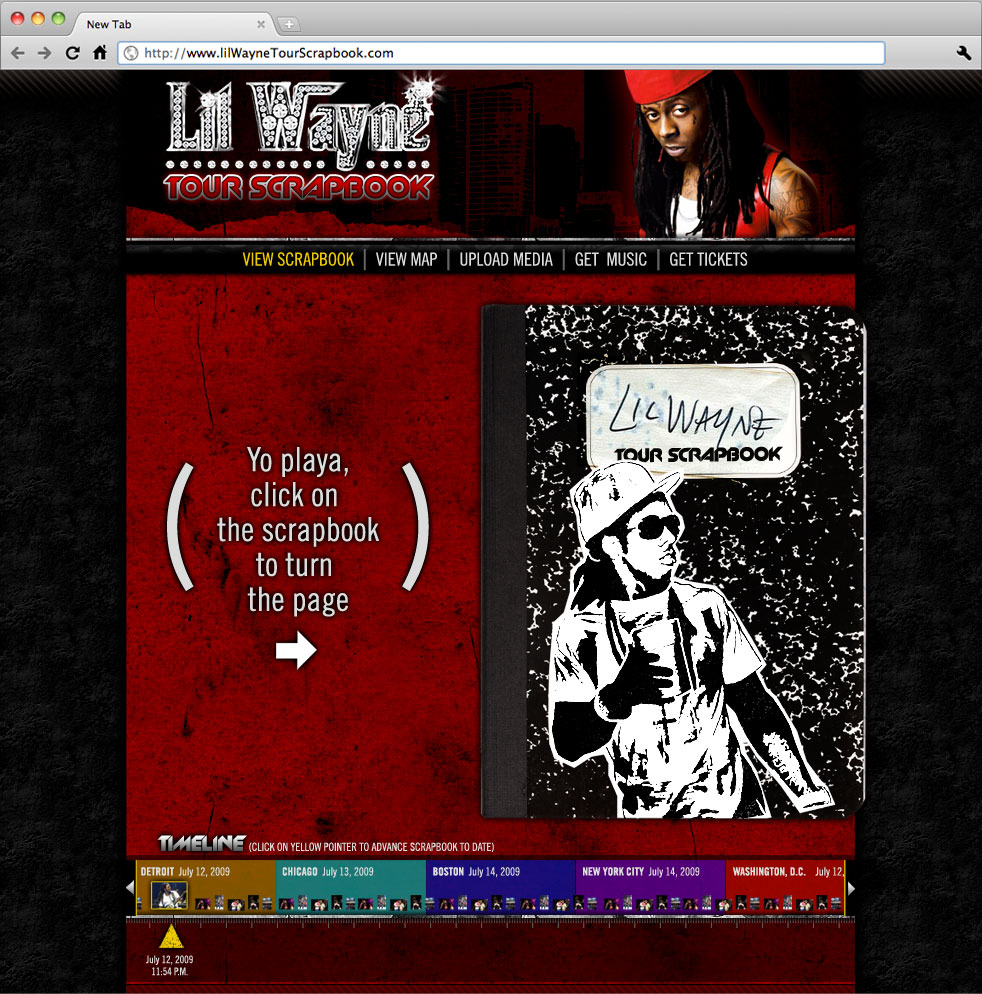 New Tab
http://www.lilWayneTourScrapbook.com
Lil Wayne
TOUR SCRAPBOOK
VIEW SCRAPBOOK | VIEW MAP | UPLOAD MEDIA | GET MUSIC | GET TICKETS
LIL WAYNE
TOUR SCRAPBOOK
Yo playa,
click on
the scrapbook
to turn
the page
TIMELINE (CLICK ON YELLOW POINTER TO ADVANCE SCRAPBOOK TO DATE)
DETROIT July 12, 2009 CHICAGO July 13, 2009 BOSTON July 14, 2009 NEW YORK CITY July 14, 2009 WASHINGTON, D.C. July 12,
July 12, 2009
11:54 P.M.